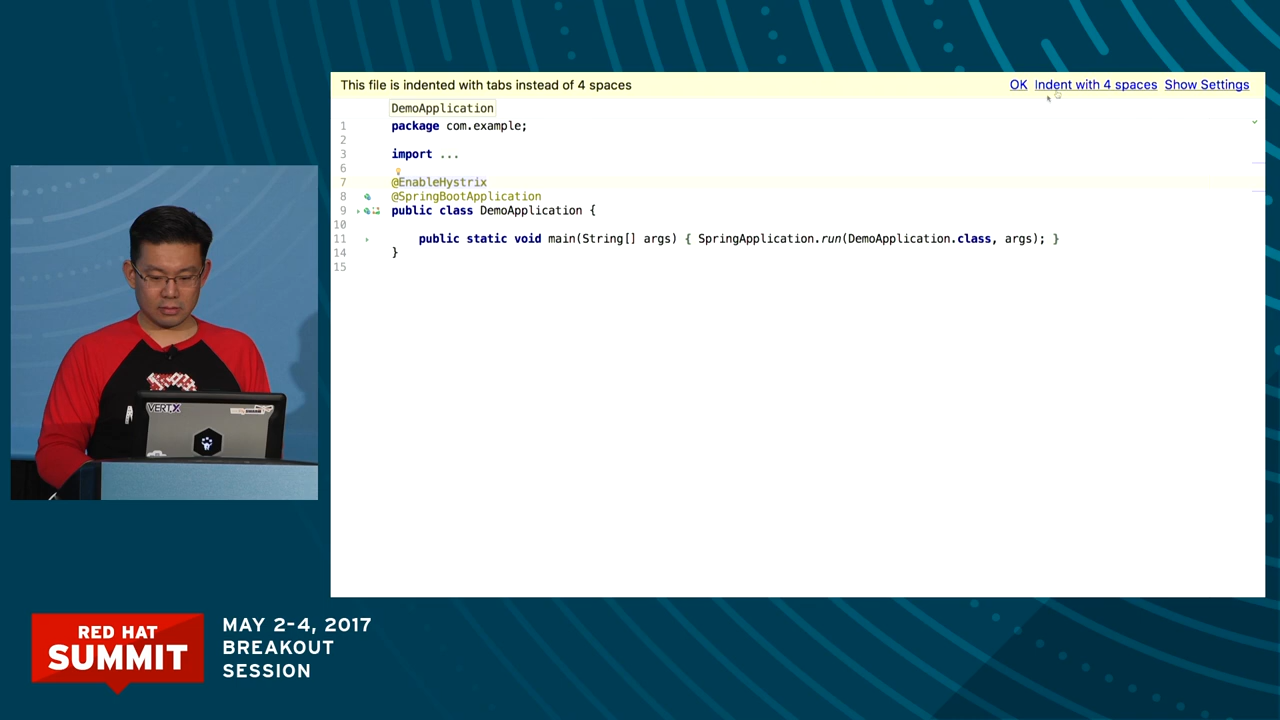 This file is indented with tabs instead of 4 spaces
OK Indent with 4 spaces Show Settings
DemoApplication
1 package com.example;
2
3 import ...
6
7 @EnableHystrix
8 @SpringBootApplication
9 public class DemoApplication {
10
11 public static void main(String[] args) { SpringApplication.run(DemoApplication.class, args); }
14 }
15
VERT.X
RED HAT
SUMMIT
MAY 2-4, 2017
BREAKOUT
SESSION